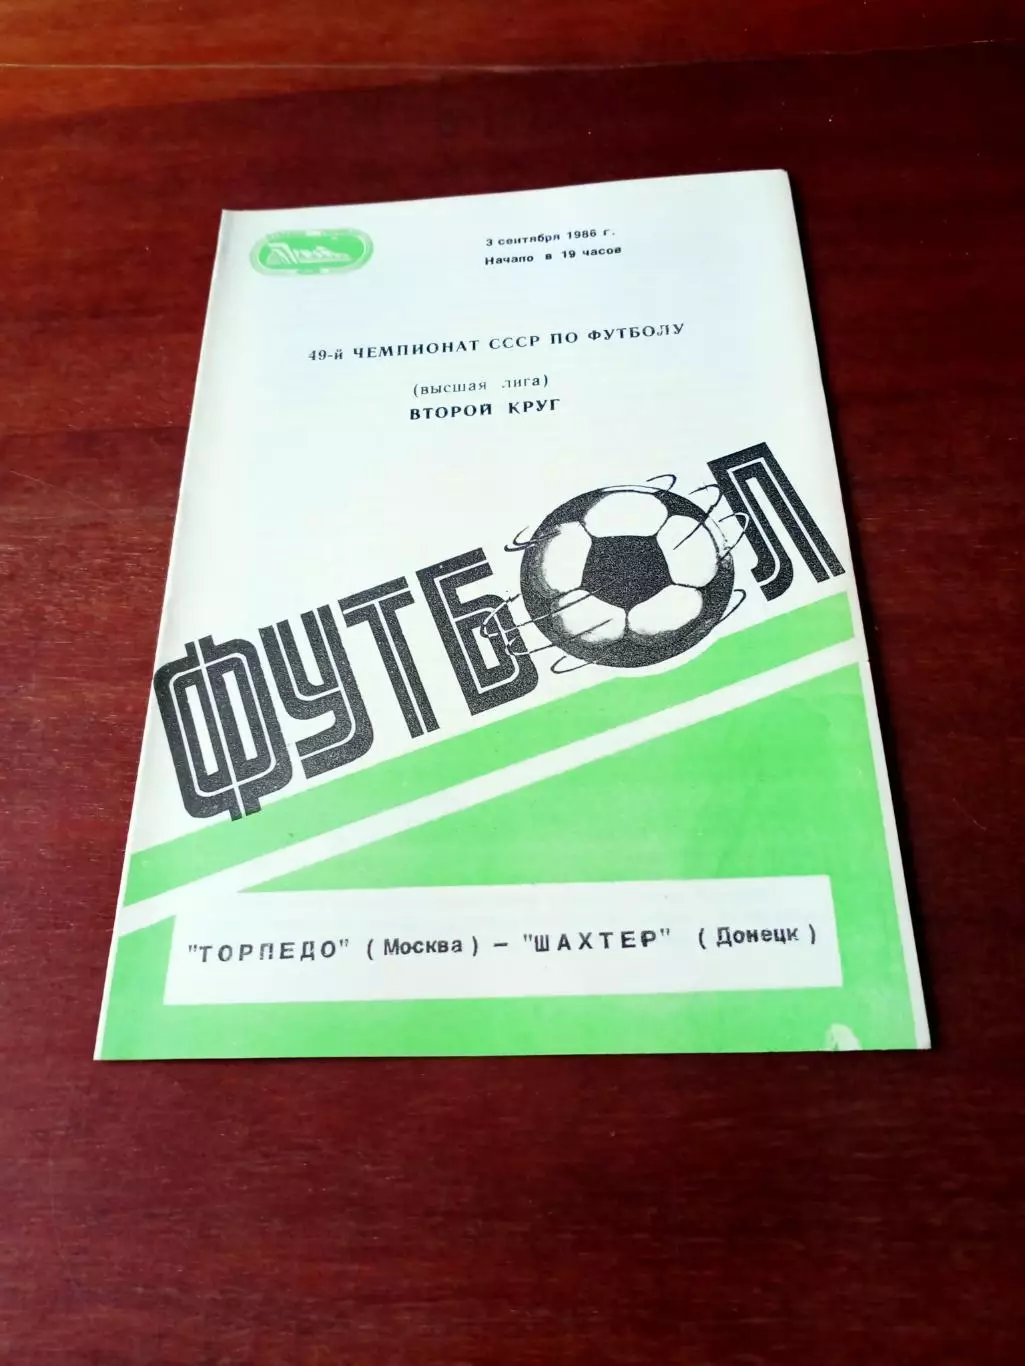 3 сентября 1986 г.
Начало в 19 часов
49-й ЧЕМПИОНАТ СССР ПО ФУТБОЛУ
(высшая лига)
ВТОРОЙ КРУГ
ФУТБОЛ
"ТОРПЕДО" (Москва) – "ШАХТЕР" (Донецк)